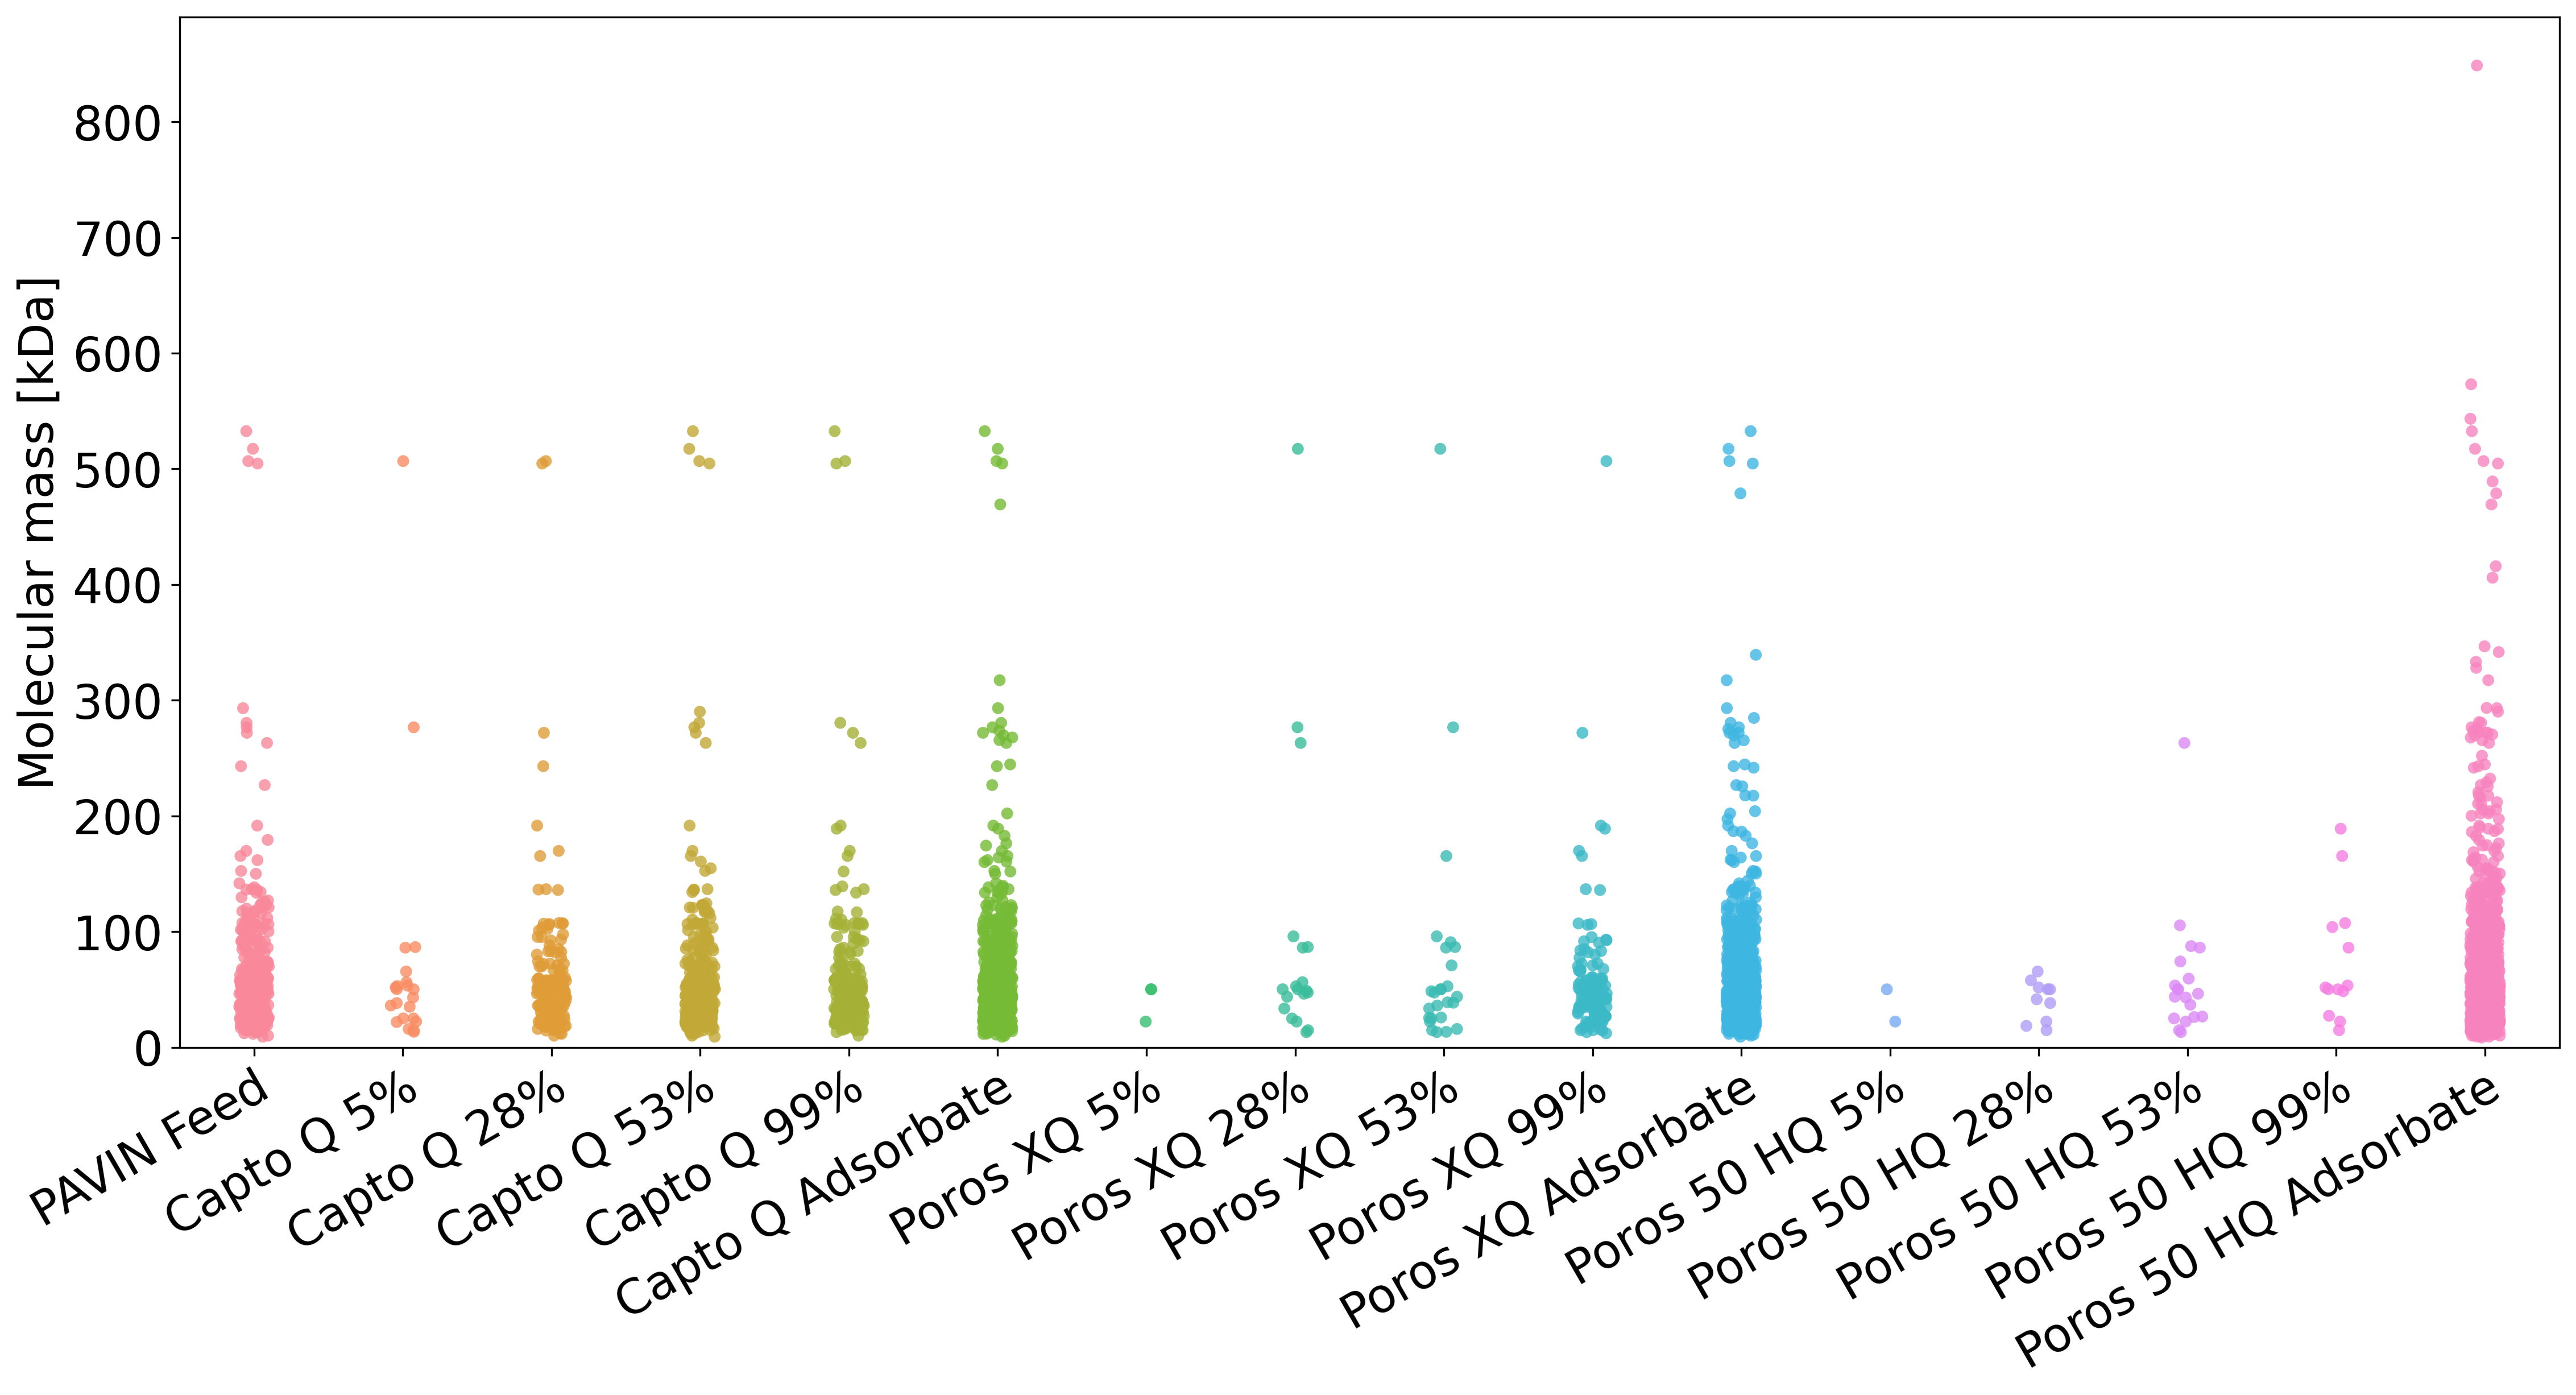 Molecular mass [kDa]
800
700
600
500
400
300
200
100
0
PAVIN Feed
Capto Q 5%
Capto Q 28%
Capto Q 53%
Capto Q 99%
Capto Q Adsorbate
Poros XQ 5%
Poros XQ 28%
Poros XQ 53%
Poros XQ 99%
Poros XQ Adsorbate
Poros 50 HQ 5%
Poros 50 HQ 28%
Poros 50 HQ 53%
Poros 50 HQ 99%
Poros 50 HQ Adsorbate